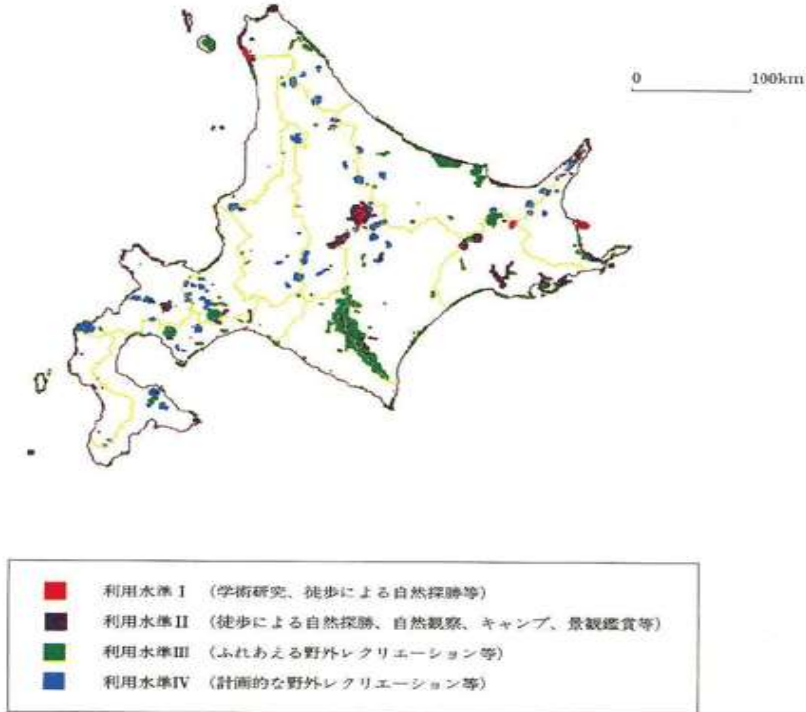 0 100km
利用水準 I （学術研究、徒歩による自然探勝等）
利用水準II （徒歩による自然探勝、自然観察、キャンプ、景観鑑賞等）
利用水準III （ふれあえる野外レクリエーション等）
利用水準IV （計画的な野外レクリエーション等）